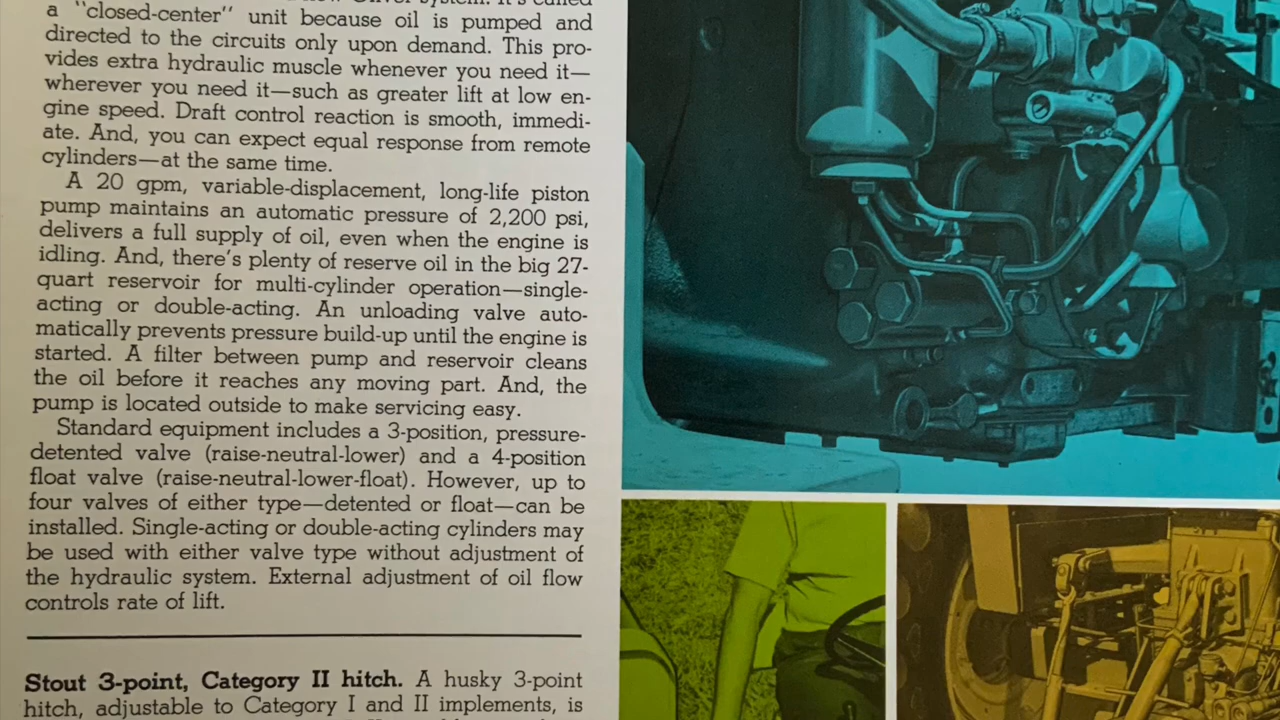 a "closed-center" unit because oil is pumped and
directed to the circuits only upon demand. This pro-
vides extra hydraulic muscle whenever you need it—
wherever you need it—such as greater lift at low en-
gine speed. Draft control reaction is smooth, immedi-
ate. And, you can expect equal response from remote
cylinders—at the same time.
A 20 gpm, variable-displacement, long-life piston
pump maintains an automatic pressure of 2,200 psi,
delivers a full supply of oil, even when the engine is
idling. And, there's plenty of reserve oil in the big 27-
quart reservoir for multi-cylinder operation—single-
acting or double-acting. An unloading valve auto-
matically prevents pressure build-up until the engine is
started. A filter between pump and reservoir cleans
the oil before it reaches any moving part. And, the
pump is located outside to make servicing easy.
Standard equipment includes a 3-position, pressure-
detented valve (raise-neutral-lower) and a 4-position
float valve (raise-neutral-lower-float). However, up to
four valves of either type—detented or float—can be
installed. Single-acting or double-acting cylinders may
be used with either valve type without adjustment of
the hydraulic system. External adjustment of oil flow
controls rate of lift.
Stout 3-point, Category II hitch. A husky 3-point
hitch, adjustable to Category I and II implements, is